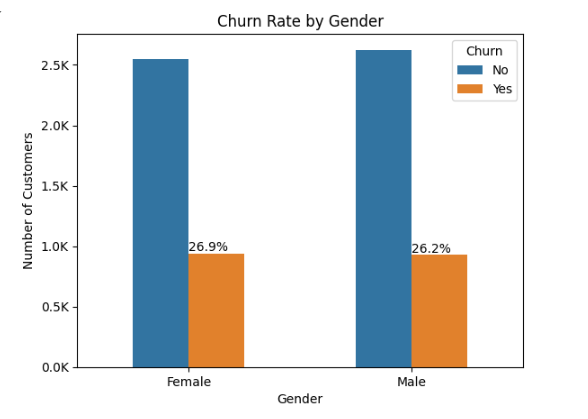 Churn Rate by Gender
Churn
No
Yes
2.5K
2.0K
1.5K
1.0K
0.5K
0.0K
Number of Customers
26.9%
26.2%
Female
Male
Gender